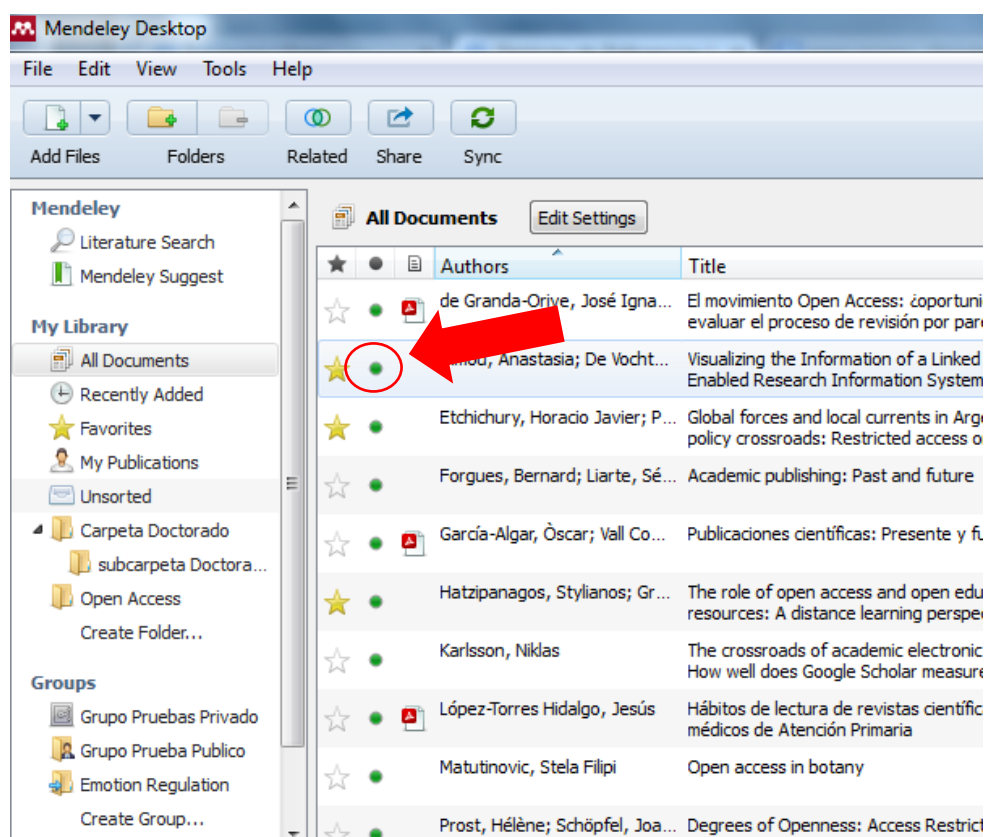 Mendeley Desktop
File Edit View Tools Help
Add Files Folders Related Share Sync
Mendeley
Literature Search
Mendeley Suggest
My Library
All Documents
Recently Added
Favorites
My Publications
Unsorted
Carpeta Doctorado
subcarpeta Doctora...
Open Access
Create Folder...
Groups
Grupo Pruebas Privado
Grupo Prueba Publico
Emotion Regulation
Create Group...
All Documents Edit Settings
Authors Title
de Granda-Orive, José Igna... El movimiento Open Access: ¿oportuni
evaluar el proceso de revisión por par
Anastasia; De Vocht... Visualizing the Information of a Linked
Enabled Research Information System
Etchichury, Horacio Javier; P... Global forces and local currents in Arge
policy crossroads: Restricted access o
Forgues, Bernard; Liarte, Sé... Academic publishing: Past and future
García-Algar, Òscar; Vall Co... Publicaciones científicas: Presente y fu
Hatzipanagos, Stylianos; Gr... The role of open access and open edu
resources: A distance learning perspe
Karlsson, Niklas The crossroads of academic electronic
How well does Google Scholar measure
López-Torres Hidalgo, Jesús Hábitos de lectura de revistas científic
médicos de Atención Primaria
Matutinovic, Stela Filipi Open access in botany
Prost, Hélène; Schöpfel, Joa... Degrees of Openness: Access Restrict